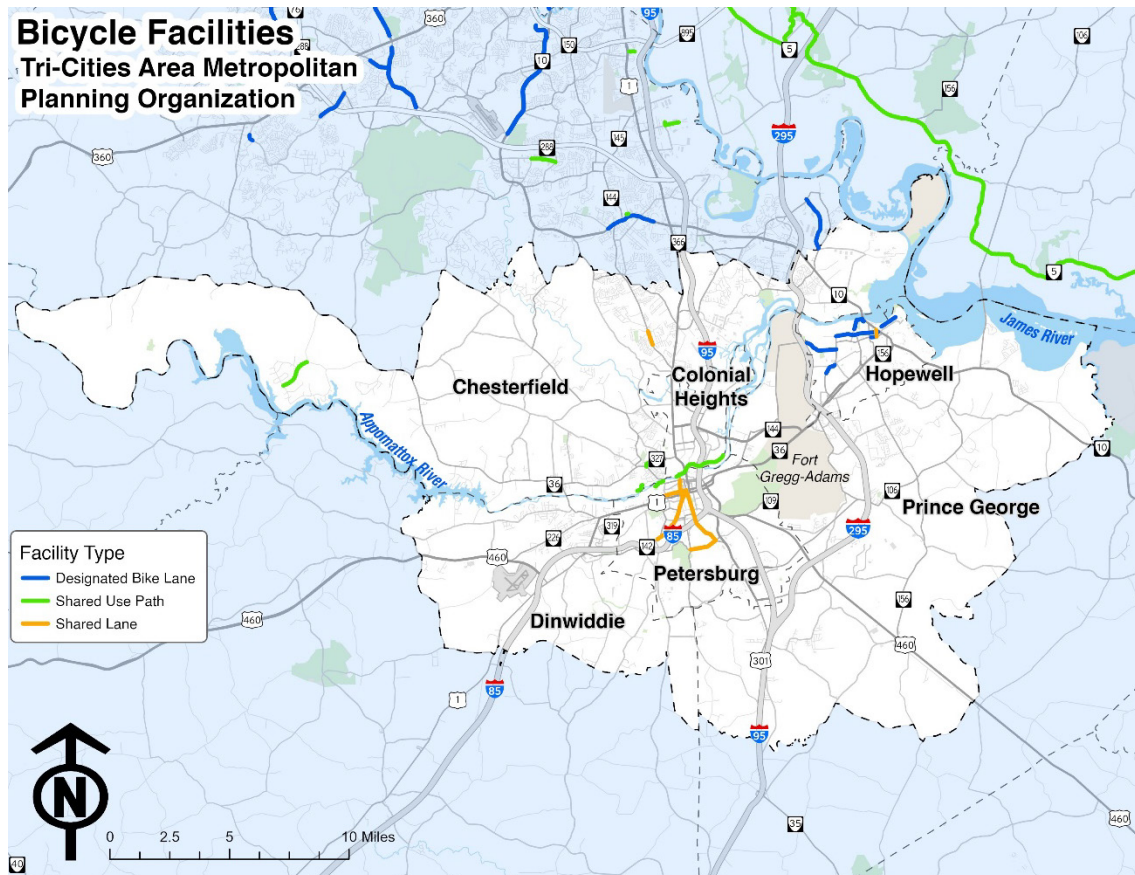 Bicycle Facilities
Tri-Cities Area Metropolitan
Planning Organization
360
95
895
106
150
10
5
1
156
288
145
295
360
144
366
5
10
James River
156
95
Colonial
Heights
Hopewell
Chesterfield
Appomattox River
144
36
10
327
Fort
Gregg-Adams
36
1
109
106
Prince George
319
226
85
295
142
460
Petersburg
Facility Type
Designated Bike Lane
Shared Use Path
Shared Lane
156
Dinwiddie
460
301
460
85
1
95
N
0 2.5 5 10 Miles
35
460
40